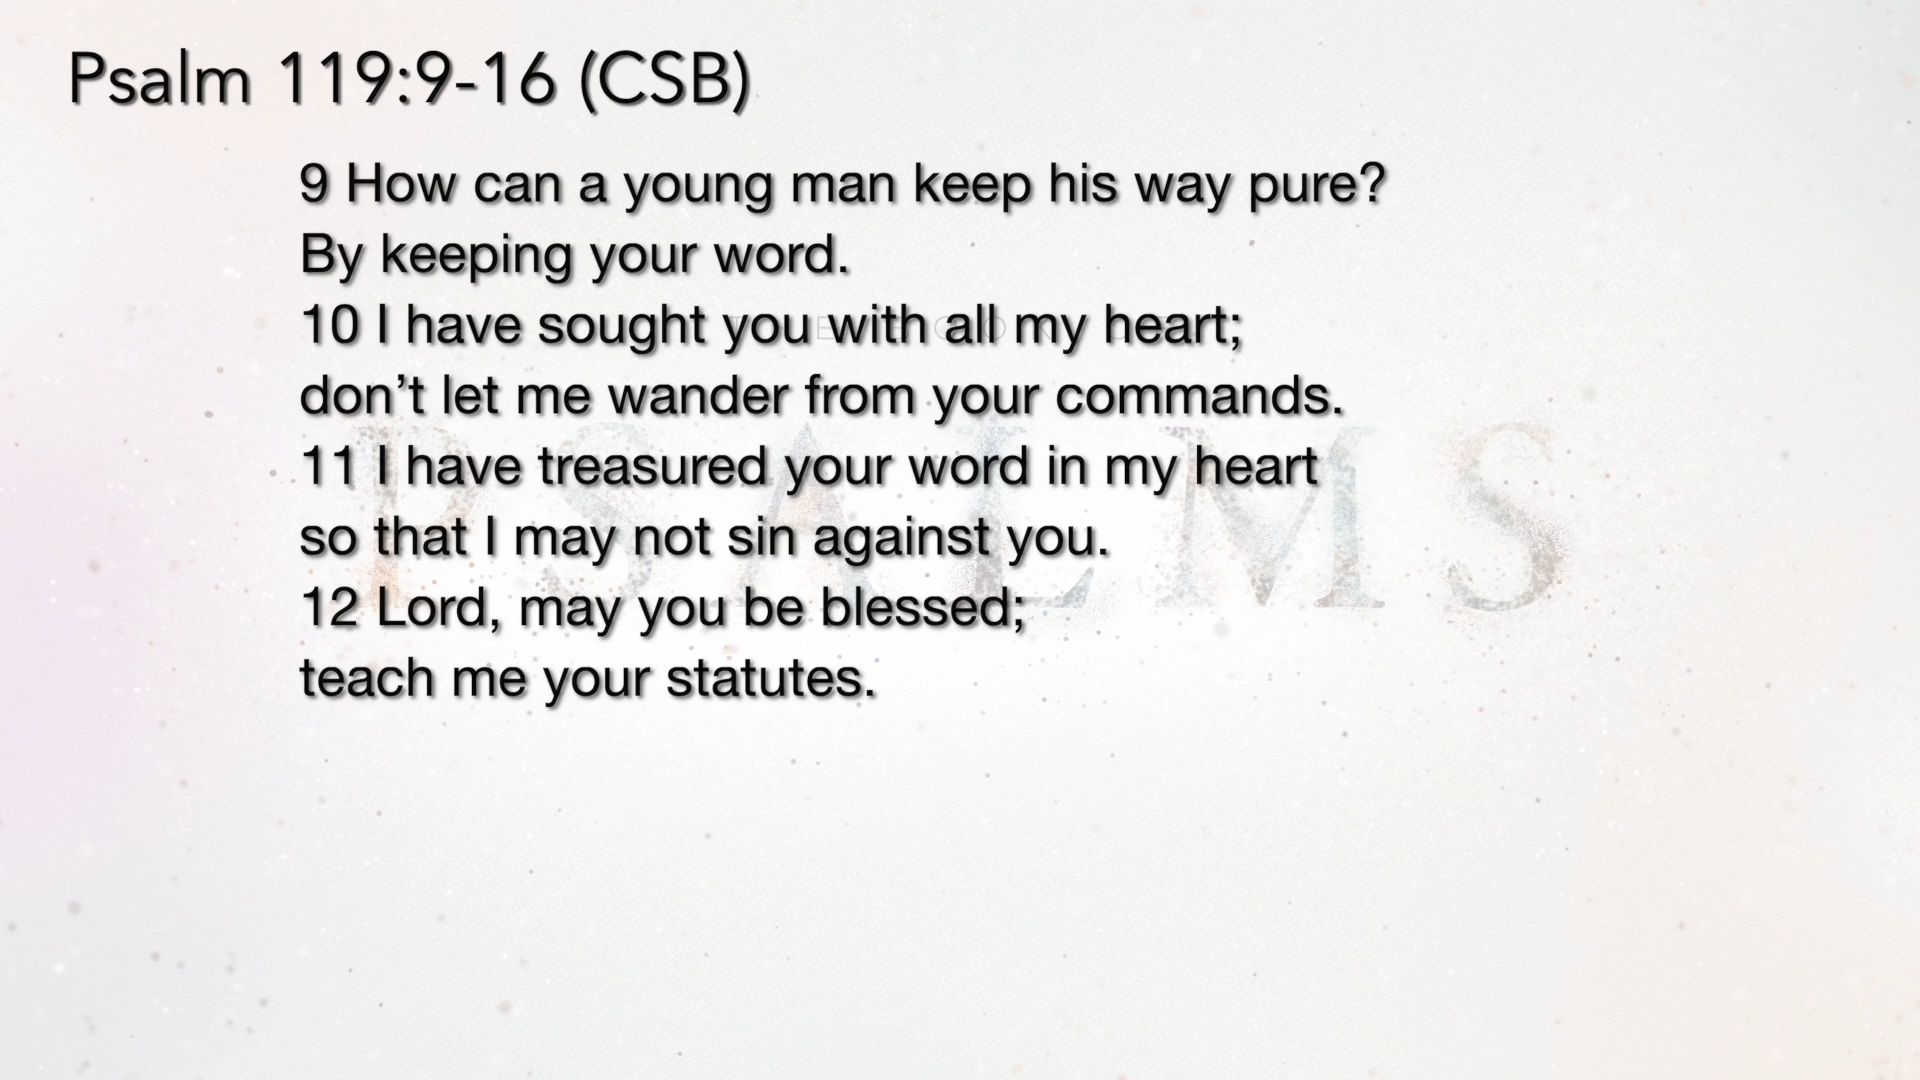 Psalm 119:9-16 (CSB)
9 How can a young man keep his way pure?
By keeping your word.
10 I have sought you with all my heart;
don’t let me wander from your commands.
11 I have treasured your word in my heart
so that I may not sin against you.
12 Lord, may you be blessed;
teach me your statutes.
PSALMS